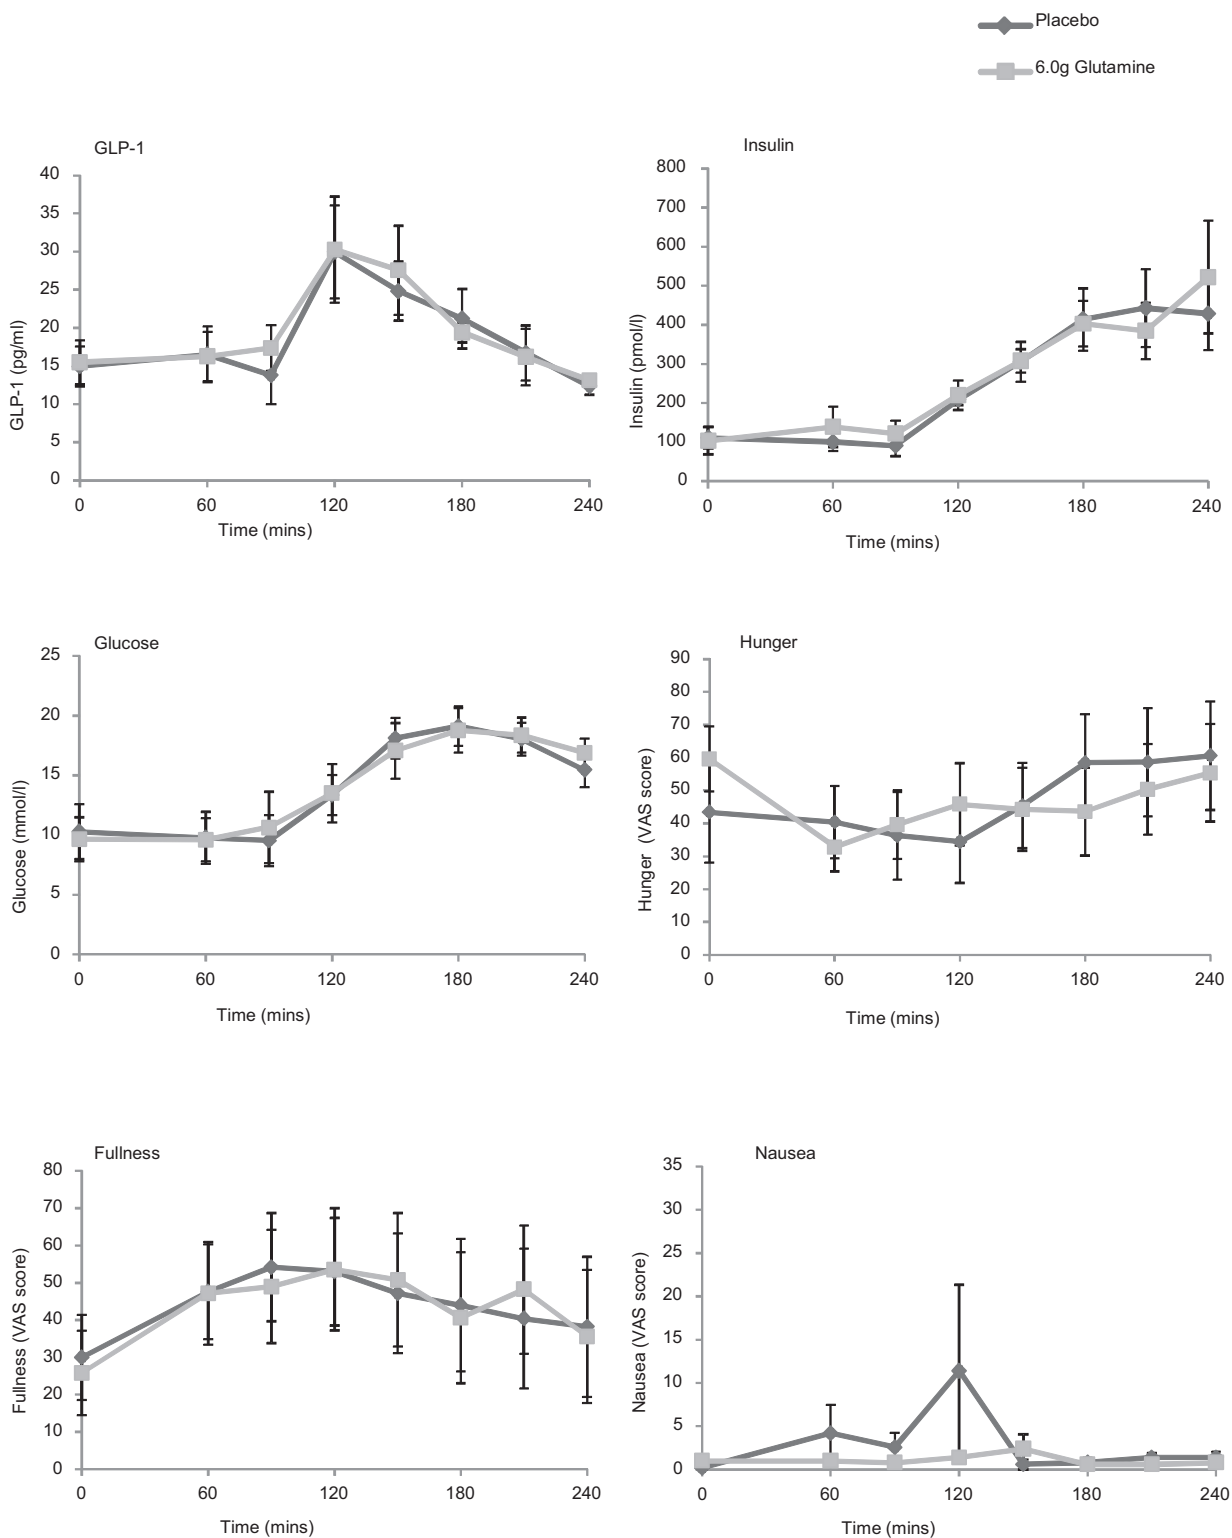 Placebo
6.0g Glutamine
GLP-1
40
35
30
25
20
15
10
5
0
GLP-1 (pg/ml)
0 60 120 180 240
Time (mins)
Insulin
800
700
600
500
400
300
200
100
0
Insulin (pmol/l)
0 60 120 180 240
Time (mins)
Glucose
25
20
15
10
5
0
Glucose (mmol/l)
0 60 120 180 240
Time (mins)
Hunger
90
80
70
60
50
40
30
20
10
0
Hunger (VAS score)
0 60 120 180 240
Time (mins)
Fullness
80
70
60
50
40
30
20
10
0
Fullness (VAS score)
0 60 120 180 240
Time (mins)
Nausea
35
30
25
20
15
10
5
0
Nausea (VAS score)
0 60 120 180 240
Time (mins)